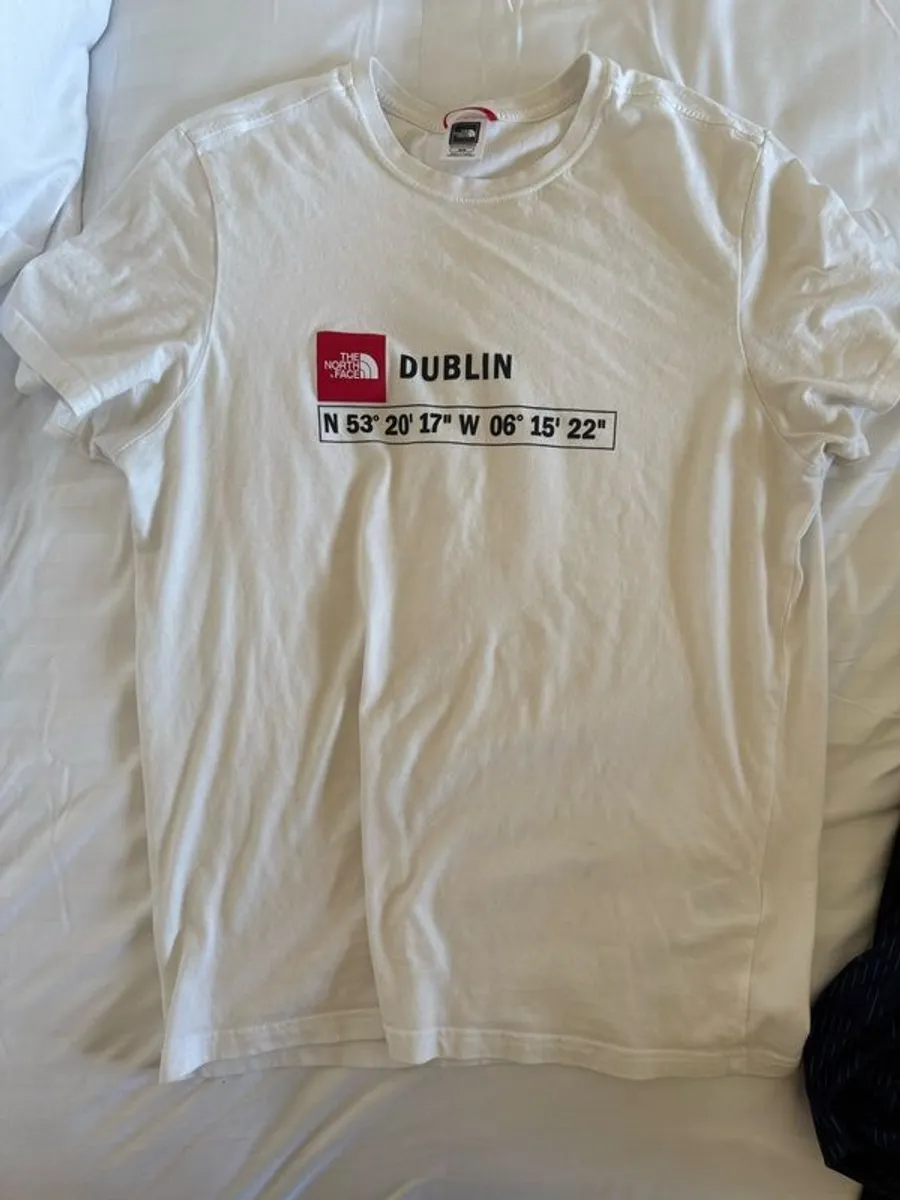 THE
NORTH
FACE
DUBLIN
N 53° 20' 17" W 06° 15' 22"